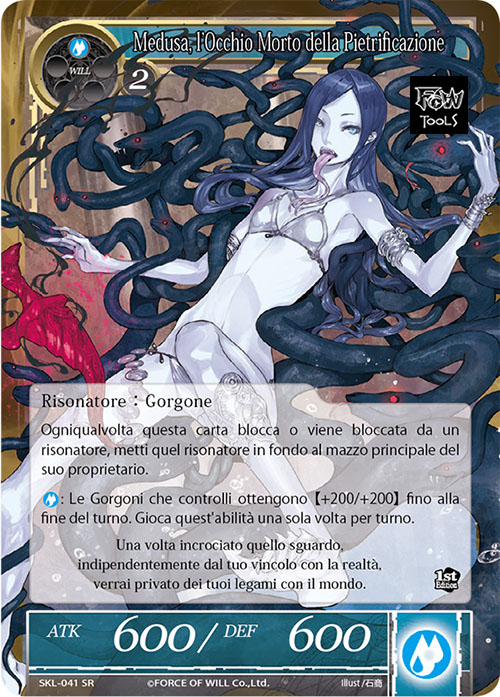 Medusa, l'Occhio Morto della Pietrificazione
WILL
2
FOW
TOOLS
Risonatore : Gorgone
Ogniqualvolta questa carta blocca o viene bloccata da un
risonatore, metti quel risonatore in fondo al mazzo principale del
suo proprietario.
: Le Gorgoni che controlli ottengono 【+200/+200】 fino alla
fine del turno. Gioca quest'abilità una sola volta per turno.
Una volta incrociato quello sguardo,
indipendentemente dal tuo vincolo con la realtà,
verrai privato dei tuoi legami con il mondo.
1st
Edition
ATK 600 / DEF 600
SKL-041 SR ©FORCE OF WILL Co.,Ltd. Illust/石商